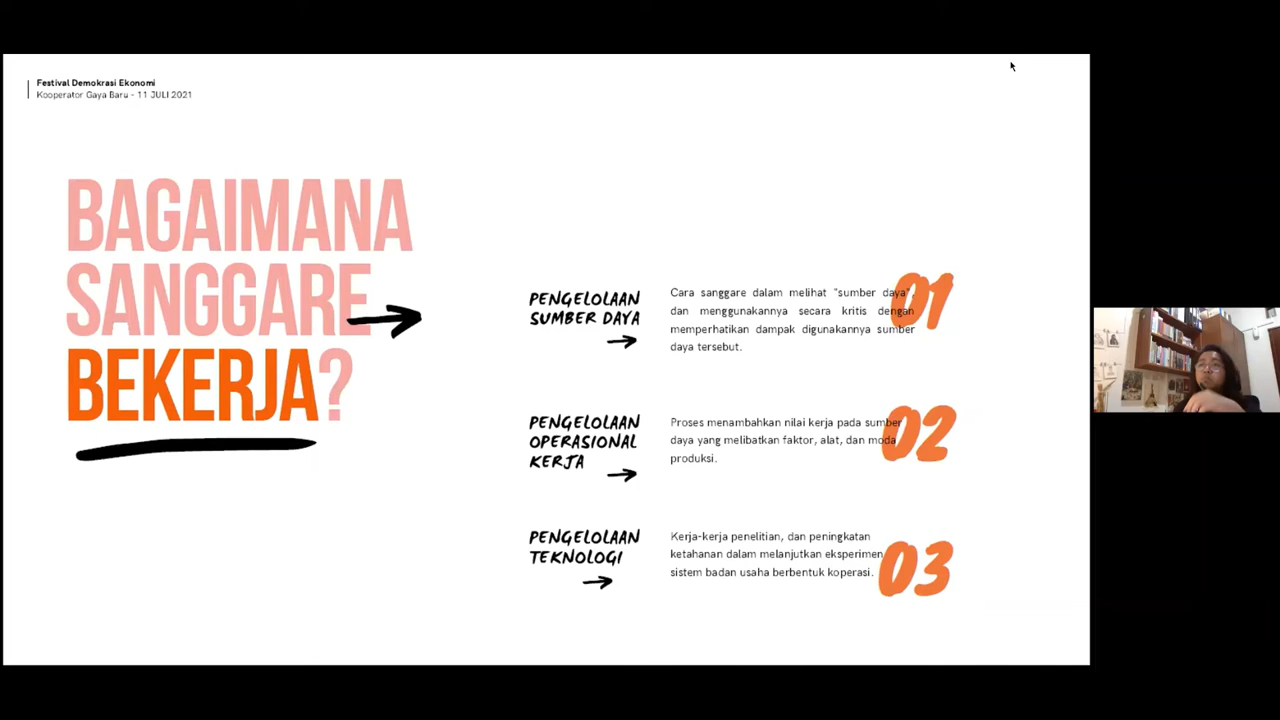 Festival Demokrasi Ekonomi
Kooperator Gaya Baru - 11 JULI 2021
BAGAIMANA
SANGGARE
BEKERJA?
PENGELOLAAN
SUMBER DAYA
Cara sanggare dalam melihat "sumber daya",
dan menggunakannya secara kritis dengan
memperhatikan dampak digunakannya sumber
daya tersebut.
01
PENGELOLAAN
OPERASIONAL
KERJA
Proses menambahkan nilai kerja pada sumber
daya yang melibatkan faktor, alat, dan moda
produksi.
02
PENGELOLAAN
TEKNOLOGI
Kerja-kerja penelitian, dan peningkatan
ketahanan dalam melanjutkan eksperimen
sistem badan usaha berbentuk koperasi.
03